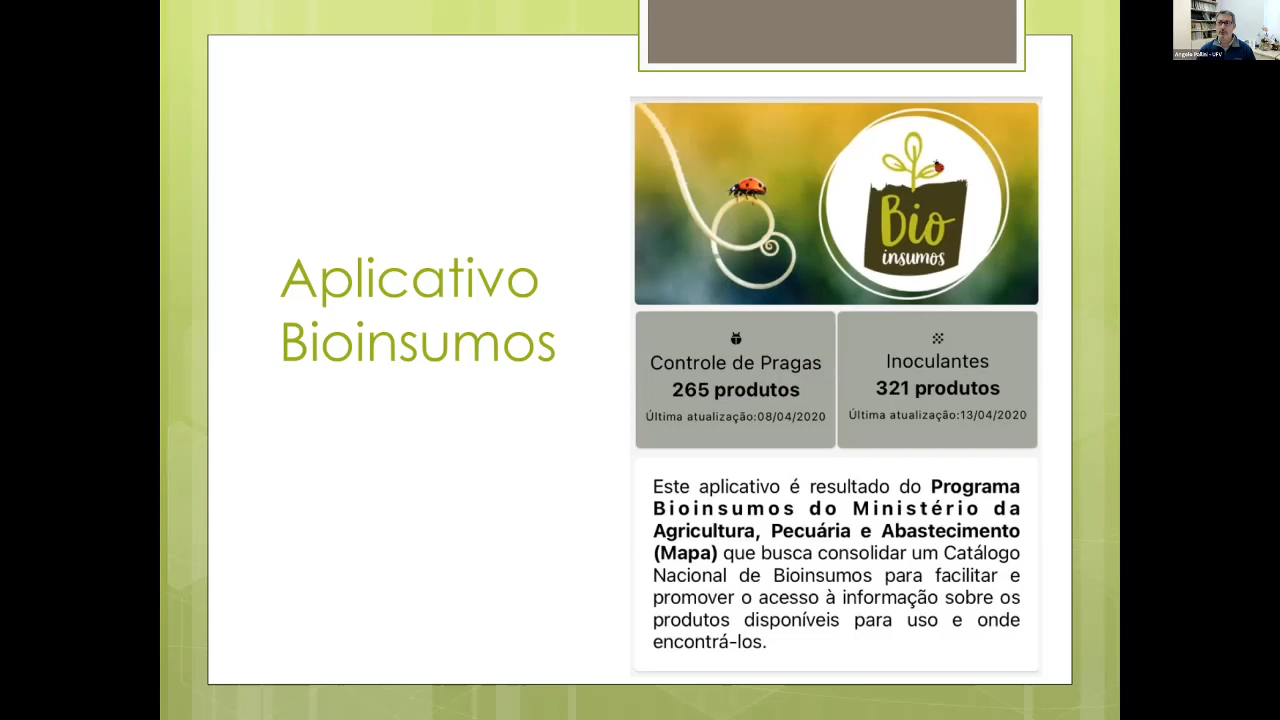 Angelo Pallini - UFV
Bio
insumos
Aplicativo
Bioinsumos
Controle de Pragas
265 produtos
Última atualização:08/04/2020
Inoculantes
321 produtos
Última atualização:13/04/2020
Este aplicativo é resultado do Programa
Bioinsumos do Ministério da
Agricultura, Pecuária e Abastecimento
(Mapa) que busca consolidar um Catálogo
Nacional de Bioinsumos para facilitar e
promover o acesso à informação sobre os
produtos disponíveis para uso e onde
encontrá-los.